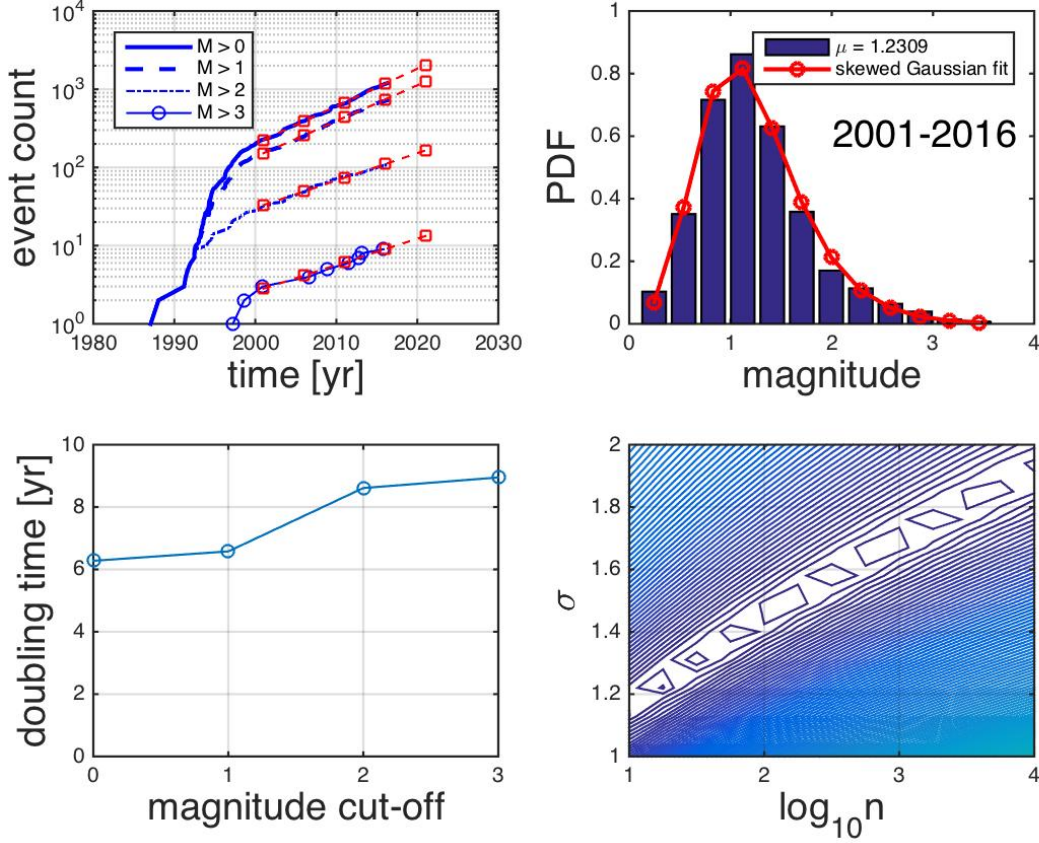 event count
10^4
10^3
10^2
10^1
10^0
M > 0
M > 1
M > 2
M > 3
1980 1990 2000 2010 2020 2030
time [yr]
PDF
1
0.8
0.6
0.4
0.2
0
μ = 1.2309
skewed Gaussian fit
2001-2016
0 1 2 3 4
magnitude
doubling time [yr]
10
8
6
4
2
0
0 1 2 3
magnitude cut-off
σ
2
1.8
1.6
1.4
1.2
1
1 2 3 4
log₁₀n